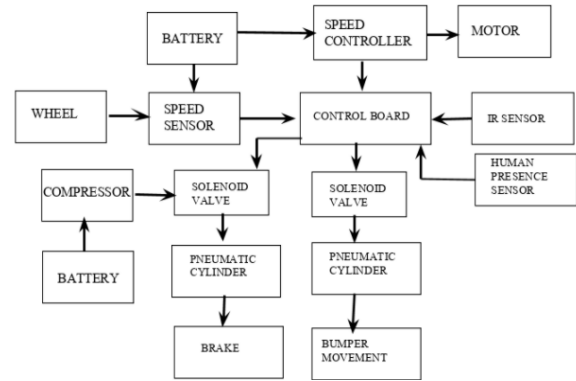 BATTERY
SPEED
CONTROLLER
MOTOR
WHEEL
SPEED
SENSOR
CONTROL BOARD
IR SENSOR
HUMAN
PRESENCE
SENSOR
COMPRESSOR
SOLENOID
VALVE
SOLENOID
VALVE
BATTERY
PNEUMATIC
CYLINDER
PNEUMATIC
CYLINDER
BRAKE
BUMPER
MOVEMENT